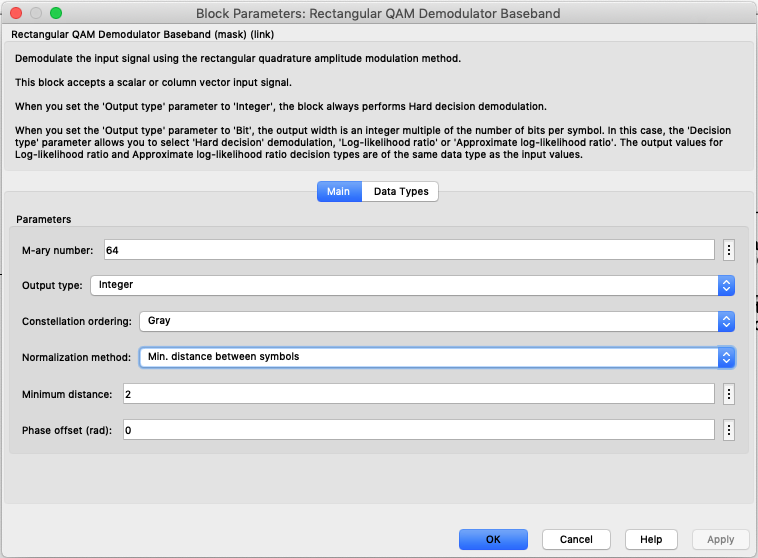 Block Parameters: Rectangular QAM Demodulator Baseband
Rectangular QAM Demodulator Baseband (mask) (link)
Demodulate the input signal using the rectangular quadrature amplitude modulation method.
This block accepts a scalar or column vector input signal.
When you set the 'Output type' parameter to 'Integer', the block always performs Hard decision demodulation.
When you set the 'Output type' parameter to 'Bit', the output width is an integer multiple of the number of bits per symbol. In this case, the 'Decision
type' parameter allows you to select 'Hard decision' demodulation, 'Log-likelihood ratio' or 'Approximate log-likelihood ratio'. The output values for
Log-likelihood ratio and Approximate log-likelihood ratio decision types are of the same data type as the input values.
Main Data Types
Parameters
M-ary number: 64
Output type: Integer
Constellation ordering: Gray
Normalization method: Min. distance between symbols
Minimum distance: 2
Phase offset (rad): 0
OK Cancel Help Apply